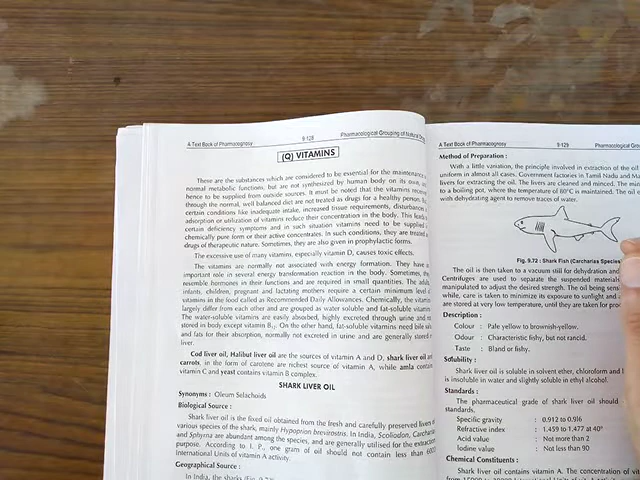 A Text Book of Pharmacognosy 9-128 Pharmacological Grouping of Natural
(Q) VITAMINS
These are the substances which are considered to be essential for the maintenance
normal metabolic functions, but are not synthesized by human body on its own,
hence to be supplied from outside sources. It must be noted that the vitamins
through the normal, well balanced diet are not treated as drugs for a healthy person.
certain conditions like inadequate intake, increased tissue requirements, disturbances
adsorption or utilization of vitamins reduce their concentration in the body. This leads
certain deficiency symptoms and in such situation vitamins need to be supplied
chemically pure form or their active concentrates. In such conditions, they are treated
drugs of therapeutic nature. Sometimes, they are also given in prophylactic forms.
The excessive use of many vitamins, especially vitamin D, causes toxic effects.
The vitamins are normally not associated with energy formation. They have
important role in several energy transformation reaction in the body. Sometimes,
resemble hormones in their functions and are required in small quantities. The
infants, children, pregnant and lactating mothers require a certain minimum
vitamins in the food called as Recommended Daily Allowances. Chemically, the
largely differ from each other and are grouped as water soluble and fat-soluble
The water-soluble vitamins are easily absorbed, highly excreted through urine and
stored in body except vitamin B₁₂. On the other hand, fat-soluble vitamins need bile
and fats for their absorption, normally not excreted in urine and are generally stored
liver.
Cod liver oil, Halibut liver oil are the sources of vitamin A and D, shark liver oil
carrots, in the form of carotene are richest source of vitamin A, while amla
vitamin C and yeast contains vitamin B complex.
SHARK LIVER OIL
Synonyms : Oleum Selachoids
Biological Source :
Shark liver oil is the fixed oil obtained from the fresh and carefully preserved livers
various species of the shark, mainly Hypoprion brevirostris. In India, Scoliodon,
and Sphyrna are abundant among the species, and are generally utilised for the extraction
purpose. According to I. P., one gram of oil should not contain less than
International Units of vitamin A activity.
Geographical Source :
In India, the sharks
A Text Book of Pharmacognosy 9-129 Pharmacological
Method of Preparation :
With a little variation, the principle involved in extraction of the oil
uniform in almost all cases. Government factories in Tamil Nadu and
livers for extracting the oil. The livers are cleaned and minced. The
to a boiling pot, where the temperature of 80°C is maintained. The oil
with dehydrating agent to remove traces of water.
Fig. 9.72 : Shark Fish (Carcharias Species
The oil is then taken to a vacuum still for dehydration and
Centrifuges are used to separate the suspended materials
manipulated to adjust the desired strength. The oil being
while, care is taken to minimize its exposure to sunlight and
are stored at very low temperature, until they are taken for
Description :
Colour : Pale yellow to brownish-yellow.
Odour : Characteristic fishy, but not rancid.
Taste : Bland or fishy.
Solubility :
Shark liver oil is soluble in solvent ether, chloroform and
is insoluble in water and slightly soluble in ethyl alcohol.
Standards :
The pharmaceutical grade of shark liver oil should
standards,
Specific gravity : 0.912 to 0.916
Refractive index : 1.459 to 1.477 at 40°
Acid value : Not more than 2
Iodine value : Not less than 90
Chemical Constituents :
Shark liver oil contains vitamin A. The concentration of